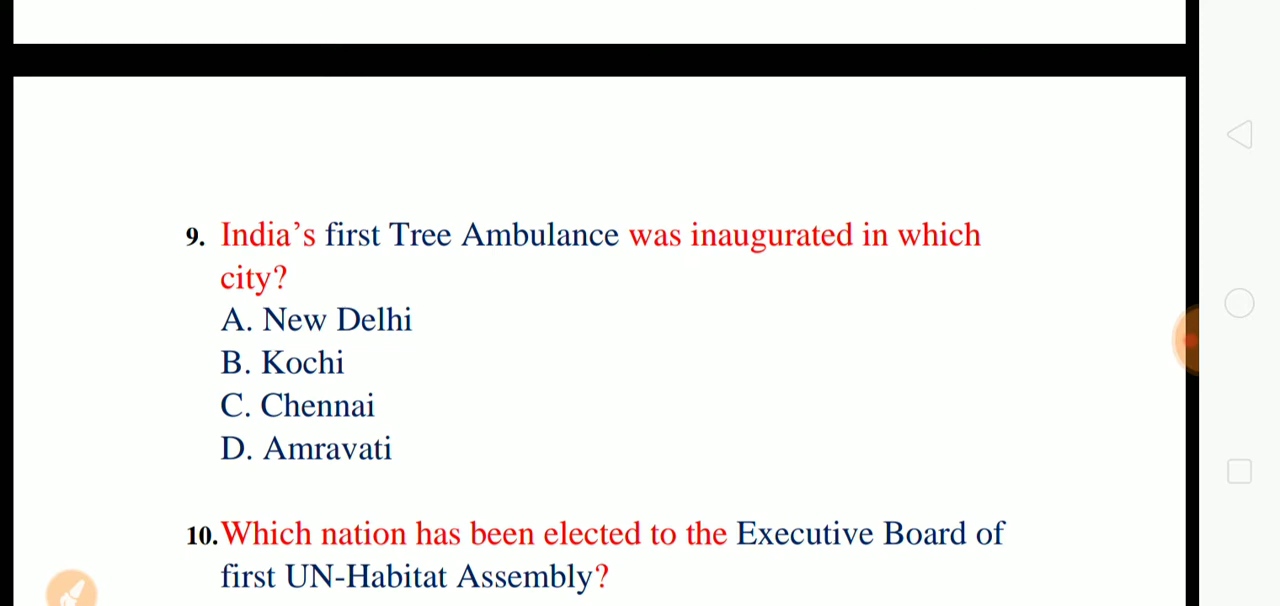 9. India’s first Tree Ambulance was inaugurated in which
city?
A. New Delhi
B. Kochi
C. Chennai
D. Amravati
10. Which nation has been elected to the Executive Board of
first UN-Habitat Assembly?